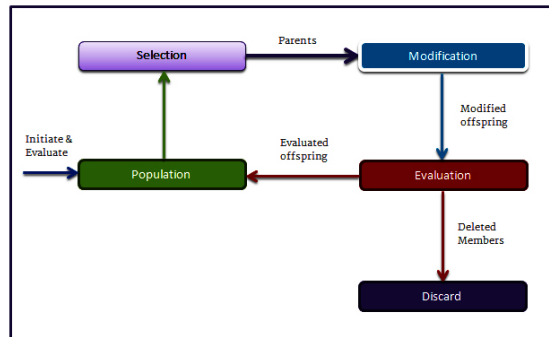 Selection
Parents
Modification
Modified
offspring
Initiate &
Evaluate
Population
Evaluated
offspring
Evaluation
Deleted
Members
Discard